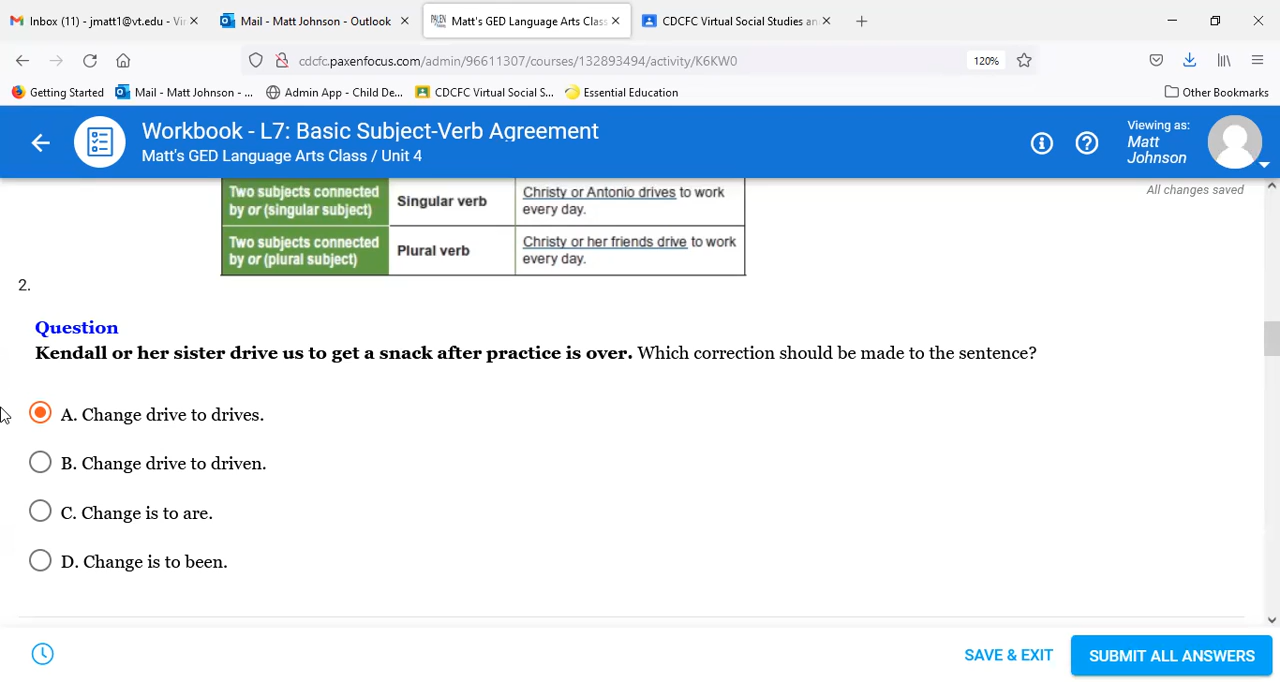 Inbox (11) - jmatt1@vt.edu - Vir
Mail - Matt Johnson - Outlook
Matt's GED Language Arts Class
CDCFC Virtual Social Studies an
cdcfc.paxenfocus.com/admin/96611307/courses/132893494/activity/K6KW0
120%
Getting Started
Mail - Matt Johnson - ...
Admin App - Child De...
CDCFC Virtual Social S...
Essential Education
Other Bookmarks
Workbook - L7: Basic Subject-Verb Agreement
Matt's GED Language Arts Class / Unit 4
Viewing as:
Matt
Johnson
All changes saved
Two subjects connected
by or (singular subject)
Singular verb
Christy or Antonio drives to work
every day.
Two subjects connected
by or (plural subject)
Plural verb
Christy or her friends drive to work
every day.
2.
Question
Kendall or her sister drive us to get a snack after practice is over. Which correction should be made to the sentence?
A. Change drive to drives.
B. Change drive to driven.
C. Change is to are.
D. Change is to been.
SAVE & EXIT
SUBMIT ALL ANSWERS